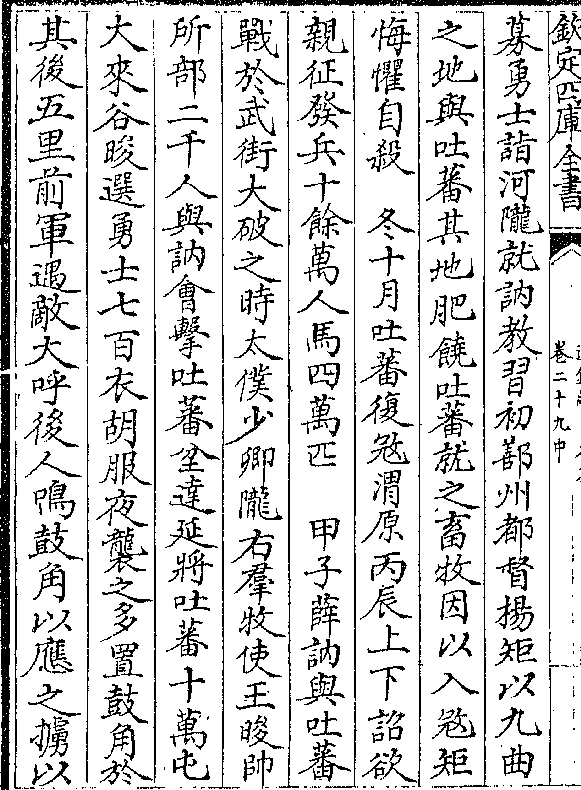 欽定四庫全書
卷二十九中
募勇士詣河隴就訥教習初鄯州都督楊矩以九曲
之地與吐蕃其地肥饒吐蕃就之畜牧因以入寇矩
悔懼自殺　冬十月吐蕃復寇渭原丙辰上下詔欲
親征發兵十餘萬人馬四萬匹　甲子薛訥與吐蕃
戰於武街大破之時太僕少卿隴右羣牧使王晙帥
所部二千人與訥會擊吐蕃坌達延將吐蕃十萬屯
大來谷晙選勇士七百衣胡服夜襲之多置鼓角於
其後五里前軍遇敵大呼後人鳴鼓角以應之擄以